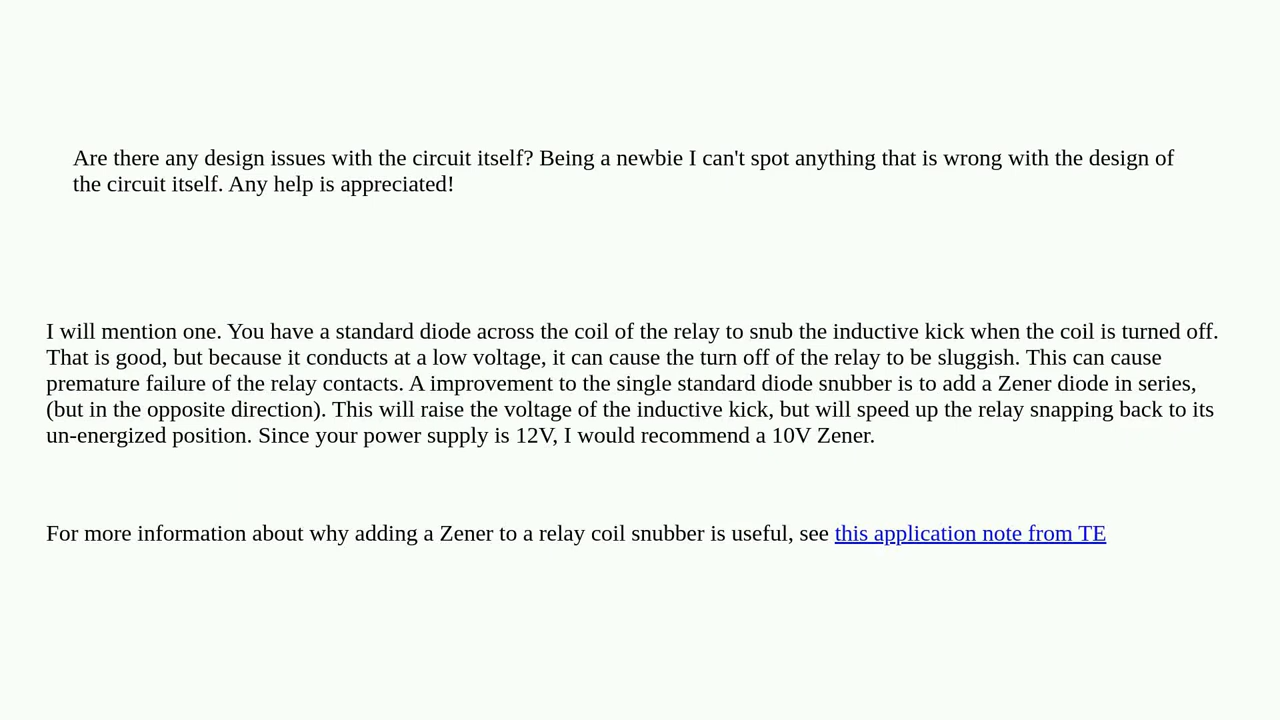 Are there any design issues with the circuit itself? Being a newbie I can't spot anything that is wrong with the design of
the circuit itself. Any help is appreciated!
I will mention one. You have a standard diode across the coil of the relay to snub the inductive kick when the coil is turned off.
That is good, but because it conducts at a low voltage, it can cause the turn off of the relay to be sluggish. This can cause
premature failure of the relay contacts. A improvement to the single standard diode snubber is to add a Zener diode in series,
(but in the opposite direction). This will raise the voltage of the inductive kick, but will speed up the relay snapping back to its
un-energized position. Since your power supply is 12V, I would recommend a 10V Zener.
For more information about why adding a Zener to a relay coil snubber is useful, see this application note from TE